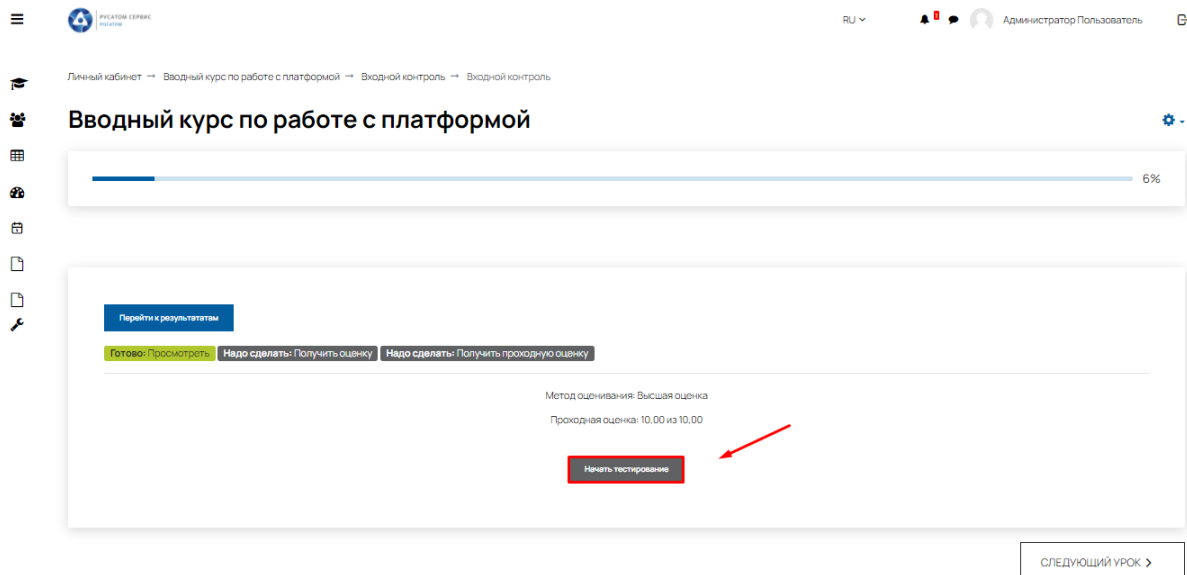 РУСАТОМ СЕРВИС
РОСАТОМ
RU
Администратор Пользователь
Личный кабинет → Вводный курс по работе с платформой → Входной контроль → Входной контроль
Вводный курс по работе с платформой
6%
Перейти к результататам
Готово: Просмотреть Надо сделать: Получить оценку Надо сделать: Получить проходную оценку
Метод оценивания: Высшая оценка
Проходная оценка: 10,00 из 10,00
Начать тестирование
СЛЕДУЮЩИЙ УРОК